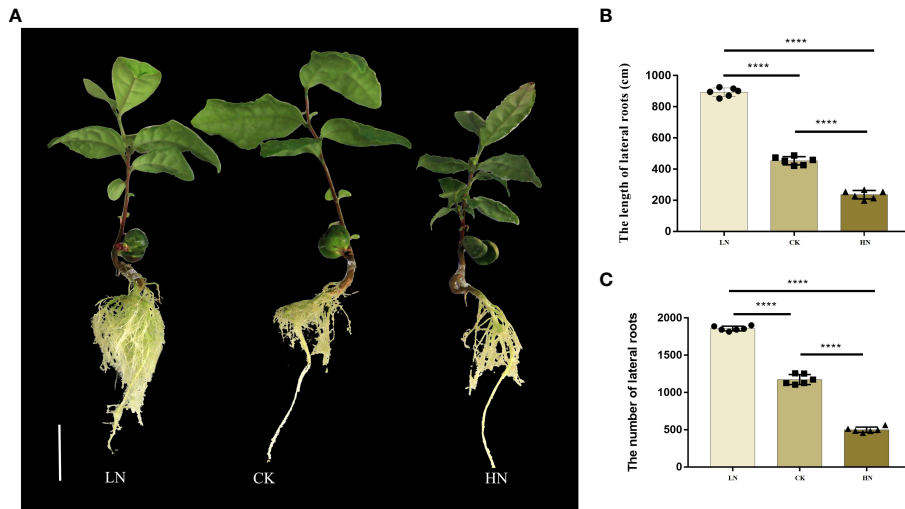 A
LN
CK
HN
B
****
****
****
The length of lateral roots (cm)
1000
800
600
400
200
0
LN
CK
HN
C
****
****
****
The number of lateral roots
2000
1500
1000
500
0
LN
CK
HN